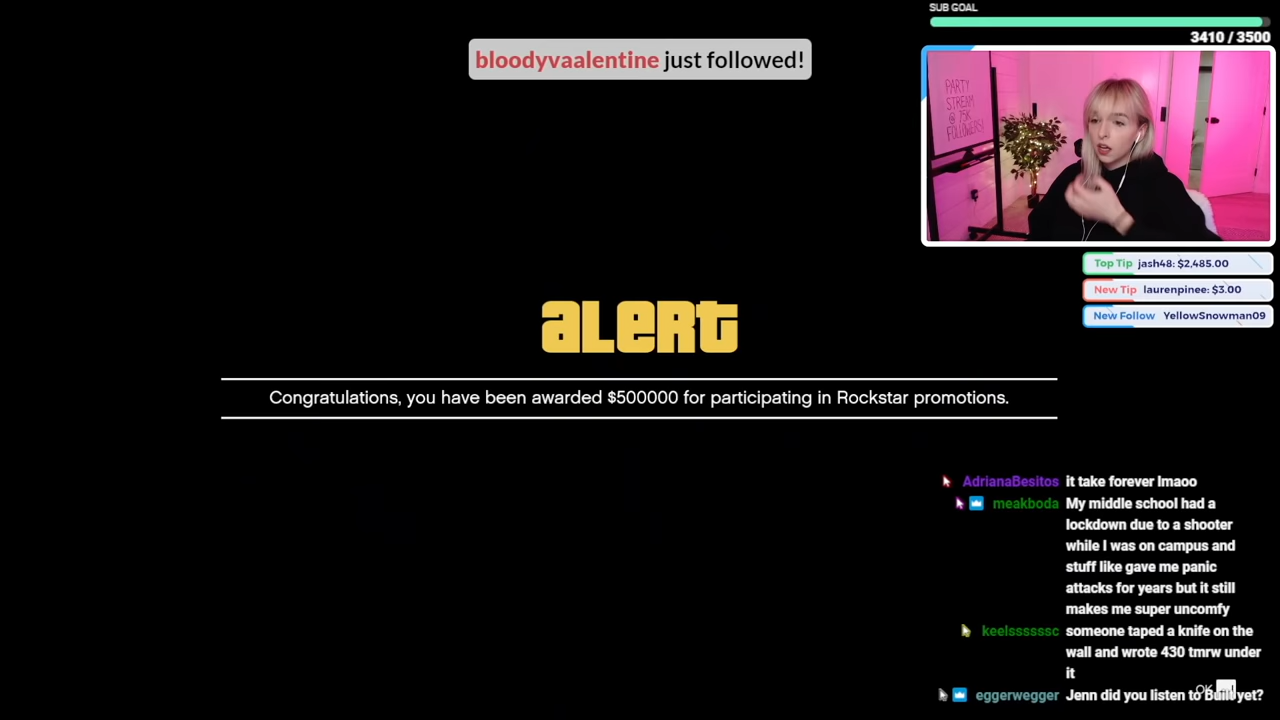 SUB GOAL
3410 / 3500
bloodyvaalentine just followed!
PARTY
STREAM
@ 75K
FOLLOWERS!
Top Tip jash48: $2,485.00
New Tip laurenpinee: $3.00
New Follow YellowSnowman09
ALERT
Congratulations, you have been awarded $500000 for participating in Rockstar promotions.
AdrianaBesitos it take forever lmaoo
meakboda My middle school had a
lockdown due to a shooter
while I was on campus and
stuff like gave me panic
attacks for years but it still
makes me super uncomfy
keelssssssc someone taped a knife on the
wall and wrote 430 tmrw under
it
OK
eggerwegger Jenn did you listen to Built yet?